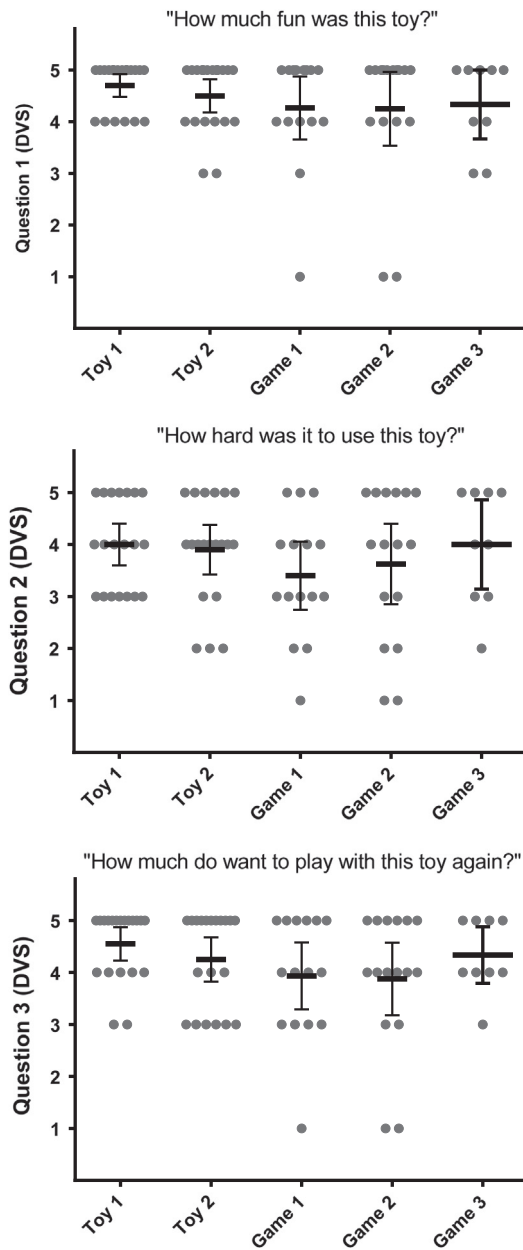 "How much fun was this toy?"
Question 1 (DVS)
5
4
3
2
1
Toy 1
Toy 2
Game 1
Game 2
Game 3
"How hard was it to use this toy?"
Question 2 (DVS)
5
4
3
2
1
Toy 1
Toy 2
Game 1
Game 2
Game 3
"How much do want to play with this toy again?"
Question 3 (DVS)
5
4
3
2
1
Toy 1
Toy 2
Game 1
Game 2
Game 3